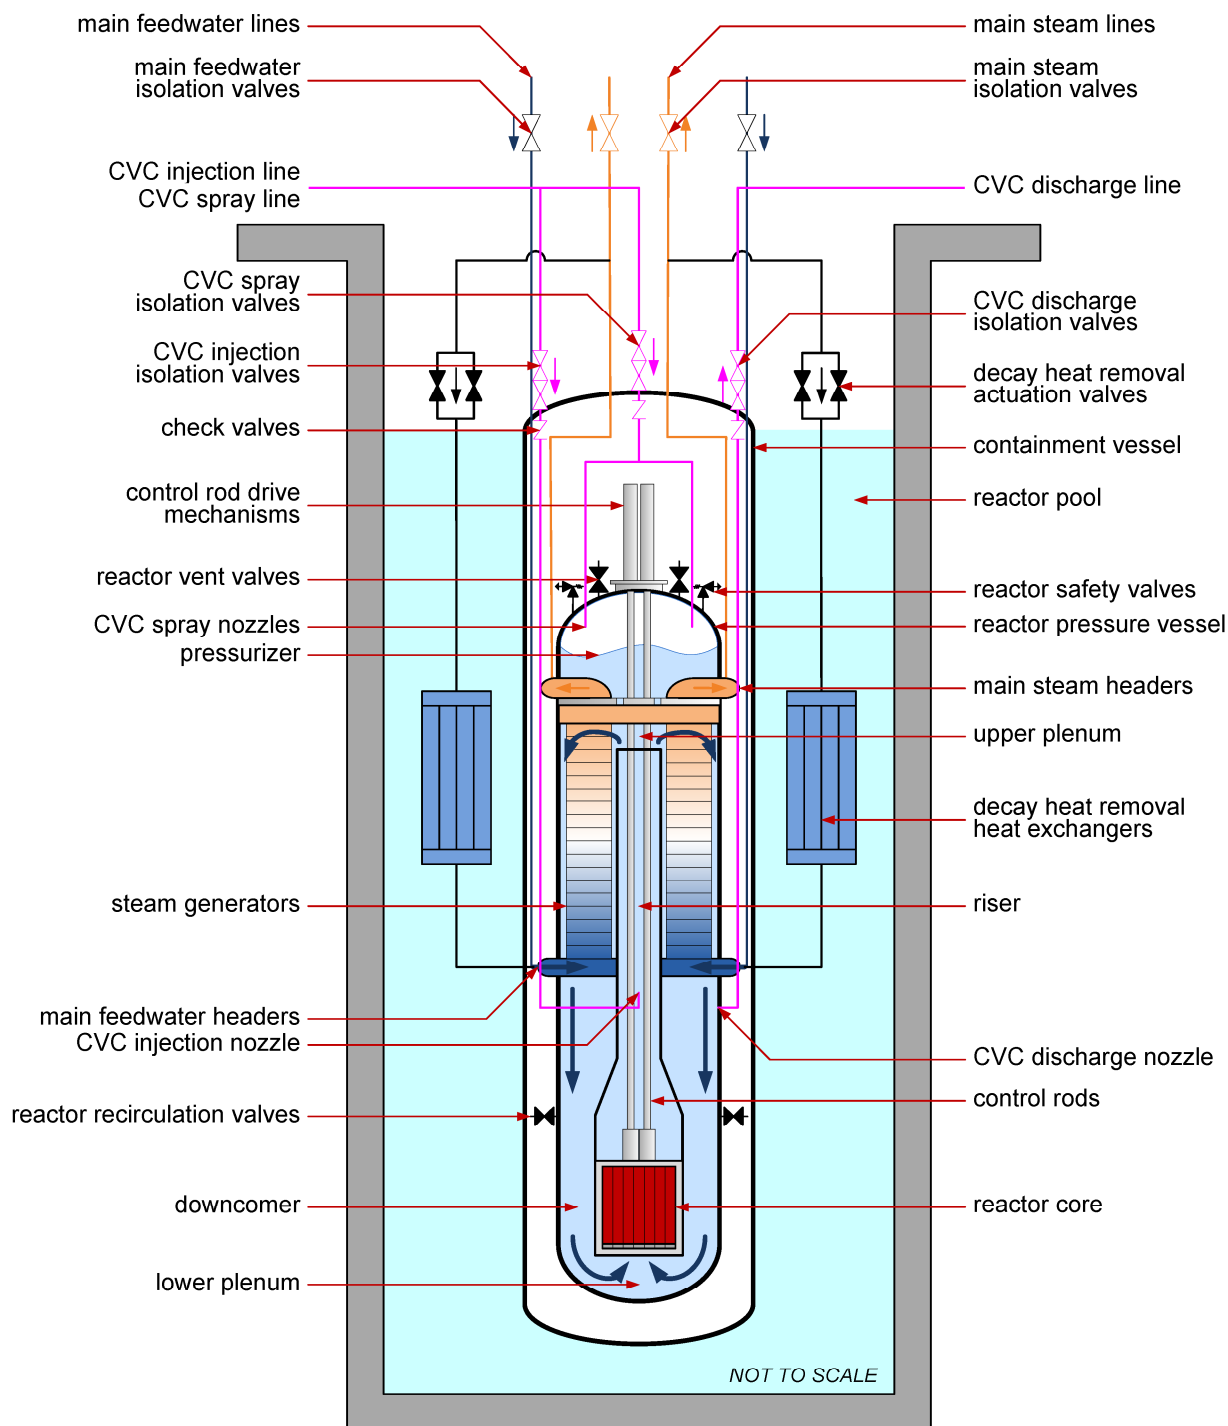 main feedwater lines
main feedwater
isolation valves
CVC injection line
CVC spray line
CVC spray
isolation valves
CVC injection
isolation valves
check valves
control rod drive
mechanisms
reactor vent valves
CVC spray nozzles
pressurizer
steam generators
main feedwater headers
CVC injection nozzle
reactor recirculation valves
downcomer
lower plenum
main steam lines
main steam
isolation valves
CVC discharge line
CVC discharge
isolation valves
decay heat removal
actuation valves
containment vessel
reactor pool
reactor safety valves
reactor pressure vessel
main steam headers
upper plenum
decay heat removal
heat exchangers
riser
CVC discharge nozzle
control rods
reactor core
NOT TO SCALE